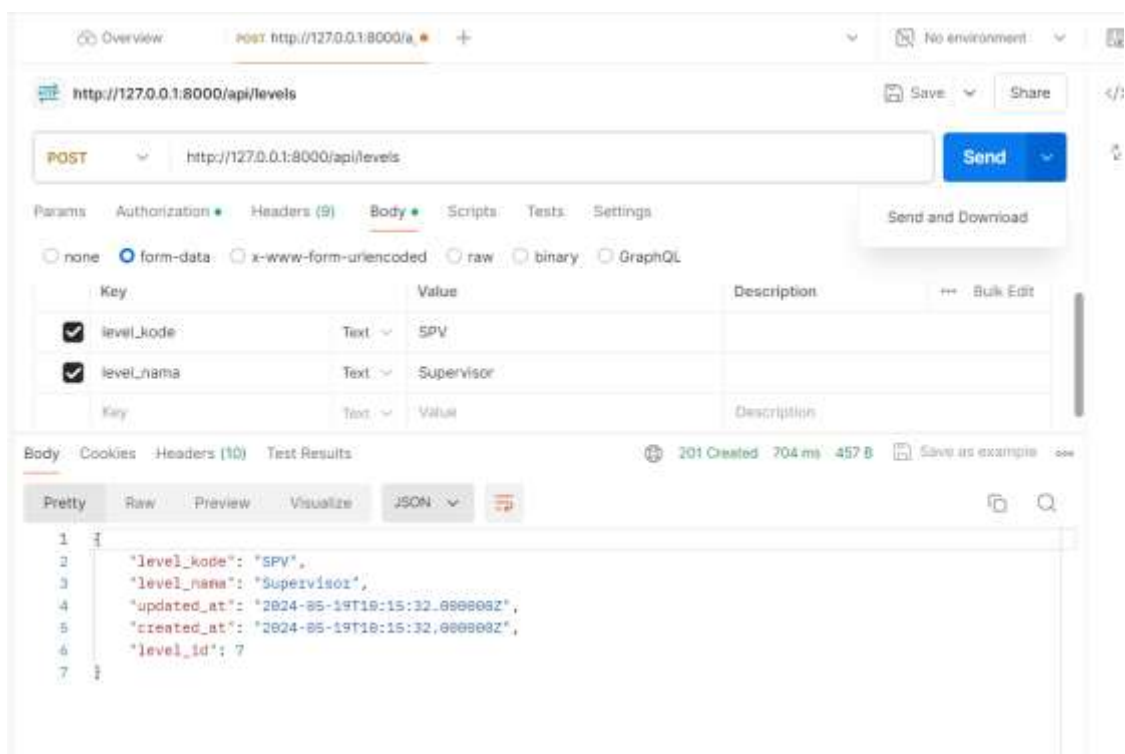 Overview POST http://127.0.0.1:8000/a No environment
http://127.0.0.1:8000/api/levels Save Share
POST http://127.0.0.1:8000/api/levels Send
Params Authorization Headers (9) Body Scripts Tests Settings
Send and Download
none form-data x-www-form-urlencoded raw binary GraphQL
Key Value Description Bulk Edit
level_kode Text SPV
level_nama Text Supervisor
Key Text Value Description
Body Cookies Headers (10) Test Results 201 Created 704 ms 457 B Save as example
Pretty Raw Preview Visualize JSON
1 {
2 "level_kode": "SPV",
3 "level_nama": "Supervisor",
4 "updated_at": "2024-05-19T10:15:32.000000Z",
5 "created_at": "2024-05-19T10:15:32.000000Z",
6 "level_id": 7
7 }